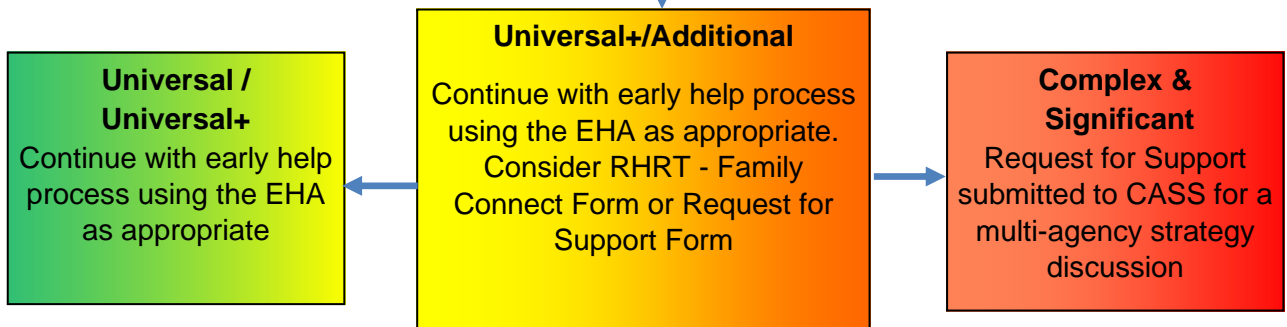 Universal /
Universal+
Continue with early help
process using the EHA
as appropriate
Universal+/Additional
Continue with early help process
using the EHA as appropriate.
Consider RHRT - Family
Connect Form or Request for
Support Form
Complex &
Significant
Request for Support
submitted to CASS for a
multi-agency strategy
discussion